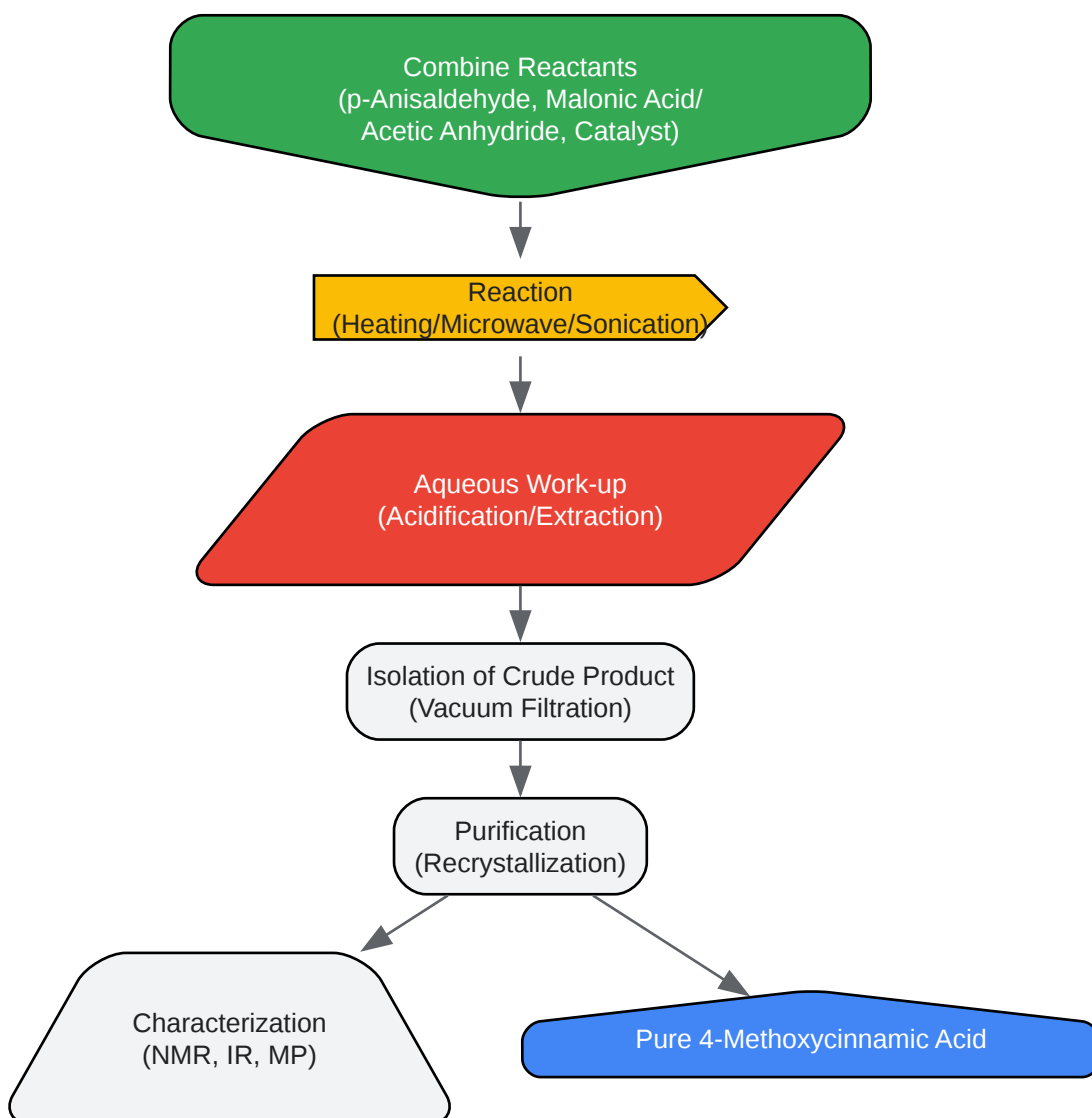 Combine Reactants
(p-Anisaldehyde, Malonic Acid/
Acetic Anhydride, Catalyst)
Reaction
(Heating/Microwave/Sonication)
Aqueous Work-up
(Acidification/Extraction)
Isolation of Crude Product
(Vacuum Filtration)
Purification
(Recrystallization)
Characterization
(NMR, IR, MP)
Pure 4-Methoxycinnamic Acid